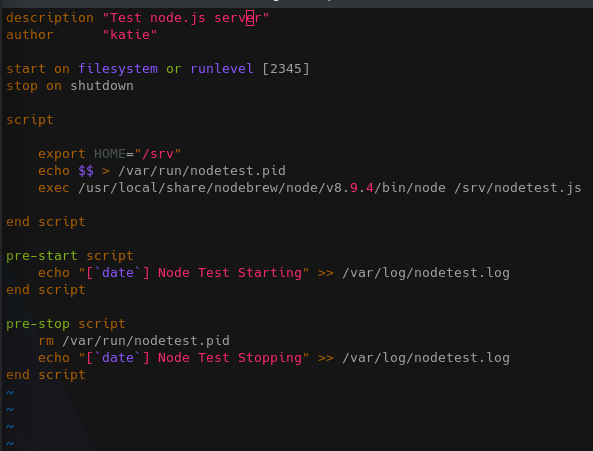 description "Test node.js server"
author      "katie"
start on filesystem or runlevel [2345]
stop on shutdown
script
    export HOME="/srv"
    echo $$ > /var/run/nodetest.pid
    exec /usr/local/share/nodebrew/node/v8.9.4/bin/node /srv/nodetest.js
end script
pre-start script
    echo "[`date`] Node Test Starting" >> /var/log/nodetest.log
end script
pre-stop script
    rm /var/run/nodetest.pid
    echo "[`date`] Node Test Stopping" >> /var/log/nodetest.log
end script
~
~
~
~